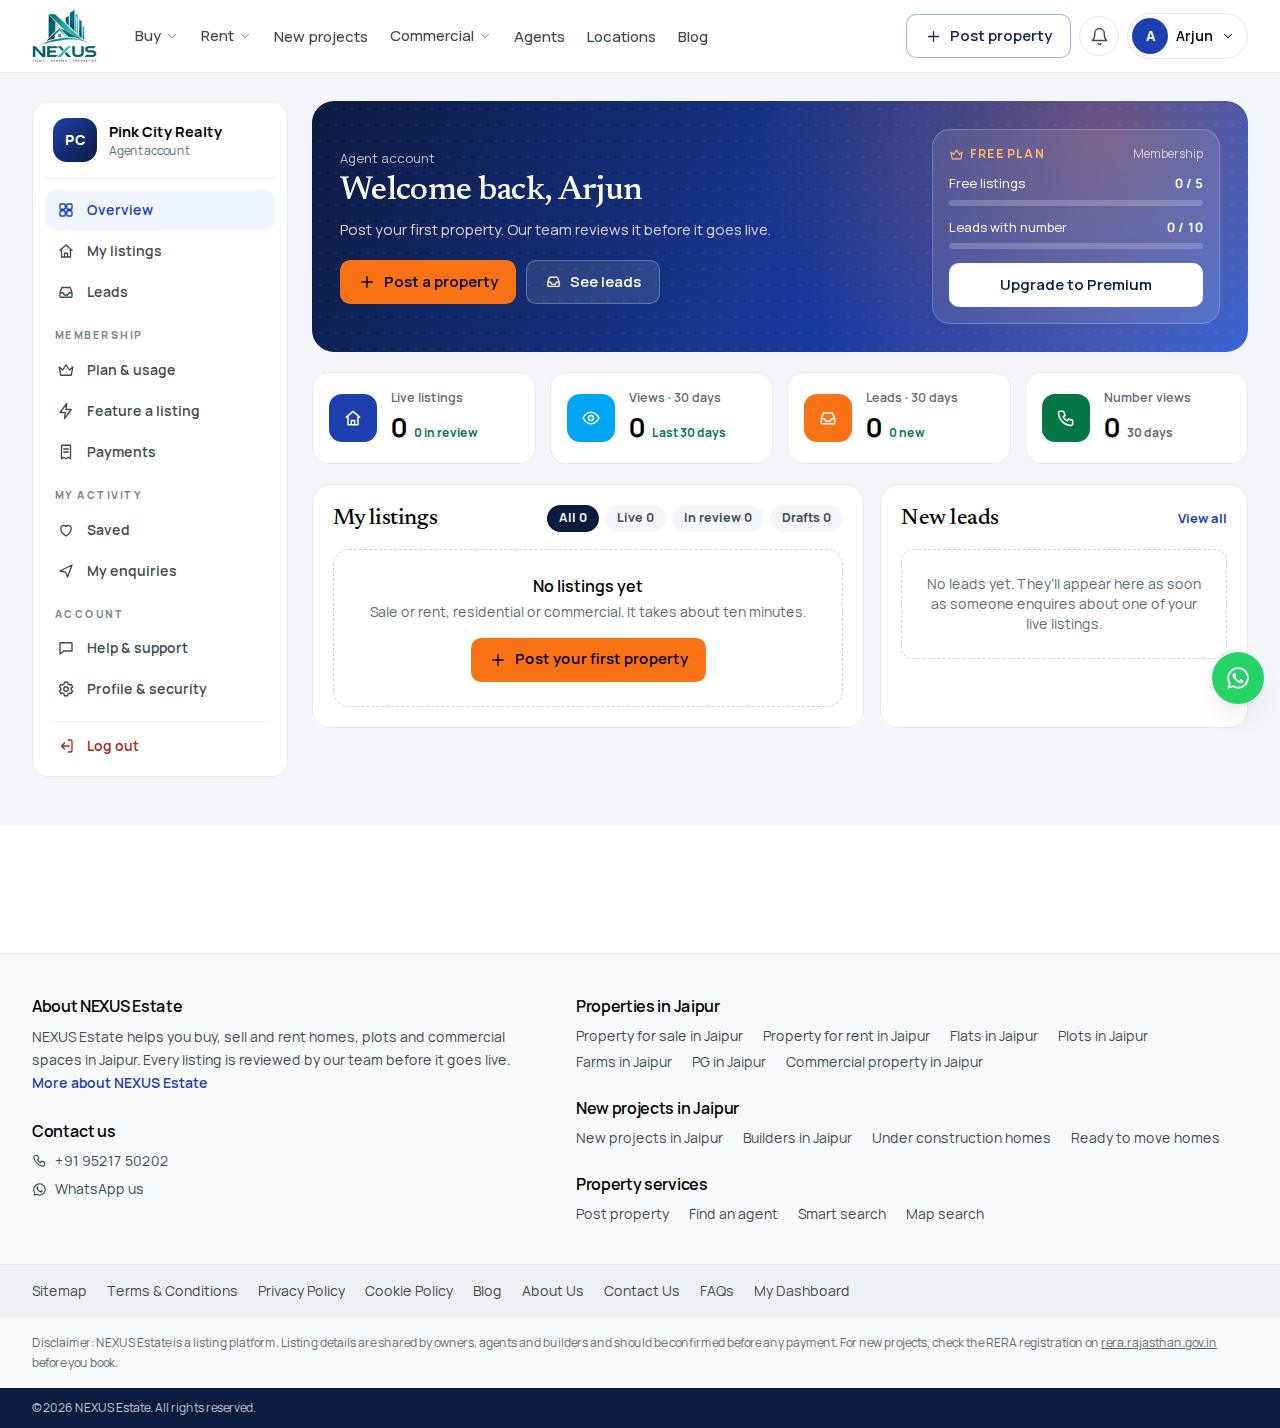 NEXUS
Buy
Rent
New projects
Commercial
Agents
Locations
Blog
Post property
A
Arjun
PC
Pink City Realty
Agent account
Overview
My listings
Leads
MEMBERSHIP
Plan & usage
Feature a listing
Payments
MY ACTIVITY
Saved
My enquiries
ACCOUNT
Help & support
Profile & security
Log out
Agent account
Welcome back, Arjun
Post your first property. Our team reviews it before it goes live.
Post a property
See leads
FREE PLAN
Membership
Free listings
0 / 5
Leads with number
0 / 10
Upgrade to Premium
Live listings
0 0 in review
Views · 30 days
0 Last 30 days
Leads · 30 days
0 0 new
Number views
0 30 days
My listings
All 0
Live 0
In review 0
Drafts 0
No listings yet
Sale or rent, residential or commercial. It takes about ten minutes.
Post your first property
New leads
View all
No leads yet. They'll appear here as soon
as someone enquires about one of your
live listings.
About NEXUS Estate
NEXUS Estate helps you buy, sell and rent homes, plots and commercial
spaces in Jaipur. Every listing is reviewed by our team before it goes live.
More about NEXUS Estate
Contact us
+91 95217 50202
WhatsApp us
Properties in Jaipur
Property for sale in Jaipur
Property for rent in Jaipur
Flats in Jaipur
Plots in Jaipur
Farms in Jaipur
PG in Jaipur
Commercial property in Jaipur
New projects in Jaipur
New projects in Jaipur
Builders in Jaipur
Under construction homes
Ready to move homes
Property services
Post property
Find an agent
Smart search
Map search
Sitemap
Terms & Conditions
Privacy Policy
Cookie Policy
Blog
About Us
Contact Us
FAQs
My Dashboard
Disclaimer: NEXUS Estate is a listing platform. Listing details are shared by owners, agents and builders and should be confirmed before any payment. For new projects, check the RERA registration on rera.rajasthan.gov.in
before you book.
© 2026 NEXUS Estate. All rights reserved.